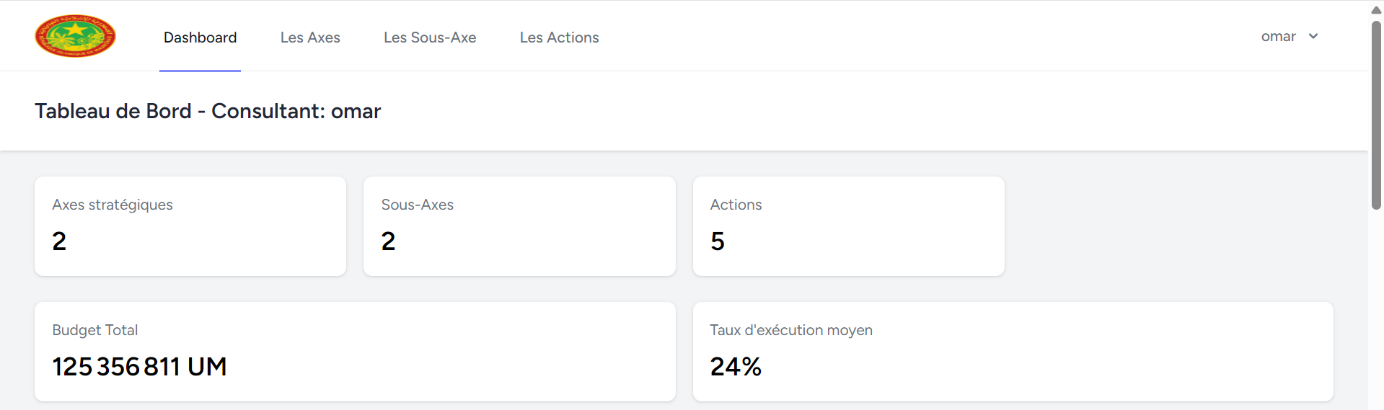 Dashboard Les Axes Les Sous-Axe Les Actions omar
Tableau de Bord - Consultant: omar
Axes stratégiques Sous-Axes Actions
2 2 5
Budget Total Taux d'exécution moyen
125 356 811 UM 24%